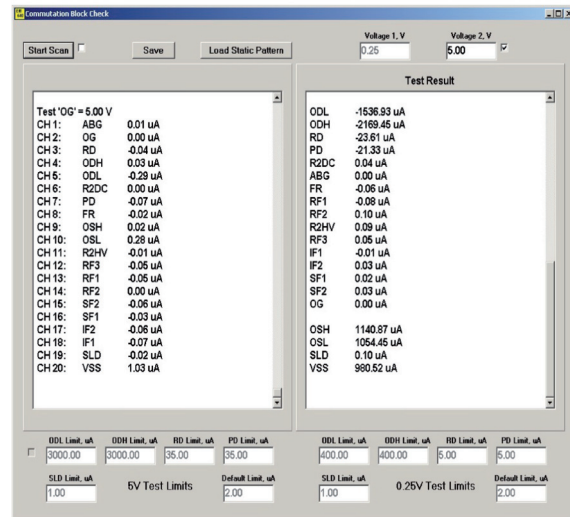 Commutation Block Check
Start Scan
Save
Load Static Pattern
Voltage 1, V
0.25
Voltage 2, V
5.00
Test 'OG' = 5.00 V
CH 1: ABG 0.01 uA
CH 2: OG 0.00 uA
CH 3: RD -0.04 uA
CH 4: ODH 0.03 uA
CH 5: ODL -0.29 uA
CH 6: R2DC 0.00 uA
CH 7: PD -0.07 uA
CH 8: FR -0.02 uA
CH 9: OSH 0.02 uA
CH 10: OSL 0.28 uA
CH 11: R2HV -0.01 uA
CH 12: RF3 -0.05 uA
CH 13: RF1 -0.05 uA
CH 14: RF2 0.00 uA
CH 15: SF2 -0.06 uA
CH 16: SF1 -0.03 uA
CH 17: IF2 -0.06 uA
CH 18: IF1 -0.07 uA
CH 19: SLD -0.02 uA
CH 20: VSS 1.03 uA
Test Result
ODL -1536.93 uA
ODH -2169.45 uA
RD -23.61 uA
PD -21.33 uA
R2DC 0.04 uA
ABG 0.00 uA
FR -0.06 uA
RF1 -0.08 uA
RF2 0.10 uA
R2HV 0.09 uA
RF3 0.05 uA
IF1 -0.01 uA
IF2 0.03 uA
SF1 0.02 uA
SF2 0.03 uA
OG 0.00 uA
OSH 1140.87 uA
OSL 1054.45 uA
SLD 0.10 uA
VSS 980.52 uA
ODL Limit, uA ODH Limit, uA RD Limit, uA PD Limit, uA
3000.00 3000.00 35.00 35.00
SLD Limit, uA 5V Test Limits Default Limit, uA
1.00 2.00
ODL Limit, uA ODH Limit, uA RD Limit, uA PD Limit, uA
400.00 400.00 5.00 5.00
SLD Limit, uA 0.25V Test Limits Default Limit, uA
1.00 2.00